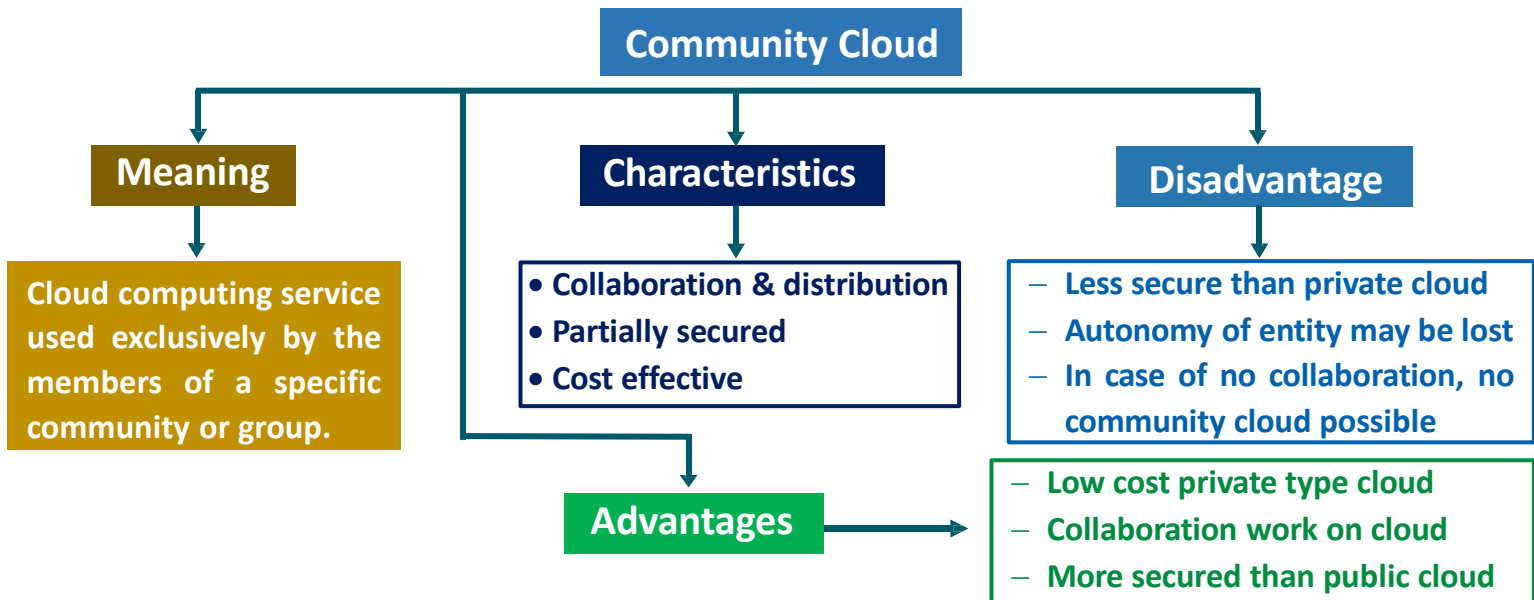 Community Cloud
Meaning
Cloud computing service
used exclusively by the
members of a specific
community or group.
Characteristics
• Collaboration & distribution
• Partially secured
• Cost effective
Disadvantage
– Less secure than private cloud
– Autonomy of entity may be lost
– In case of no collaboration, no
community cloud possible
Advantages
– Low cost private type cloud
– Collaboration work on cloud
– More secured than public cloud